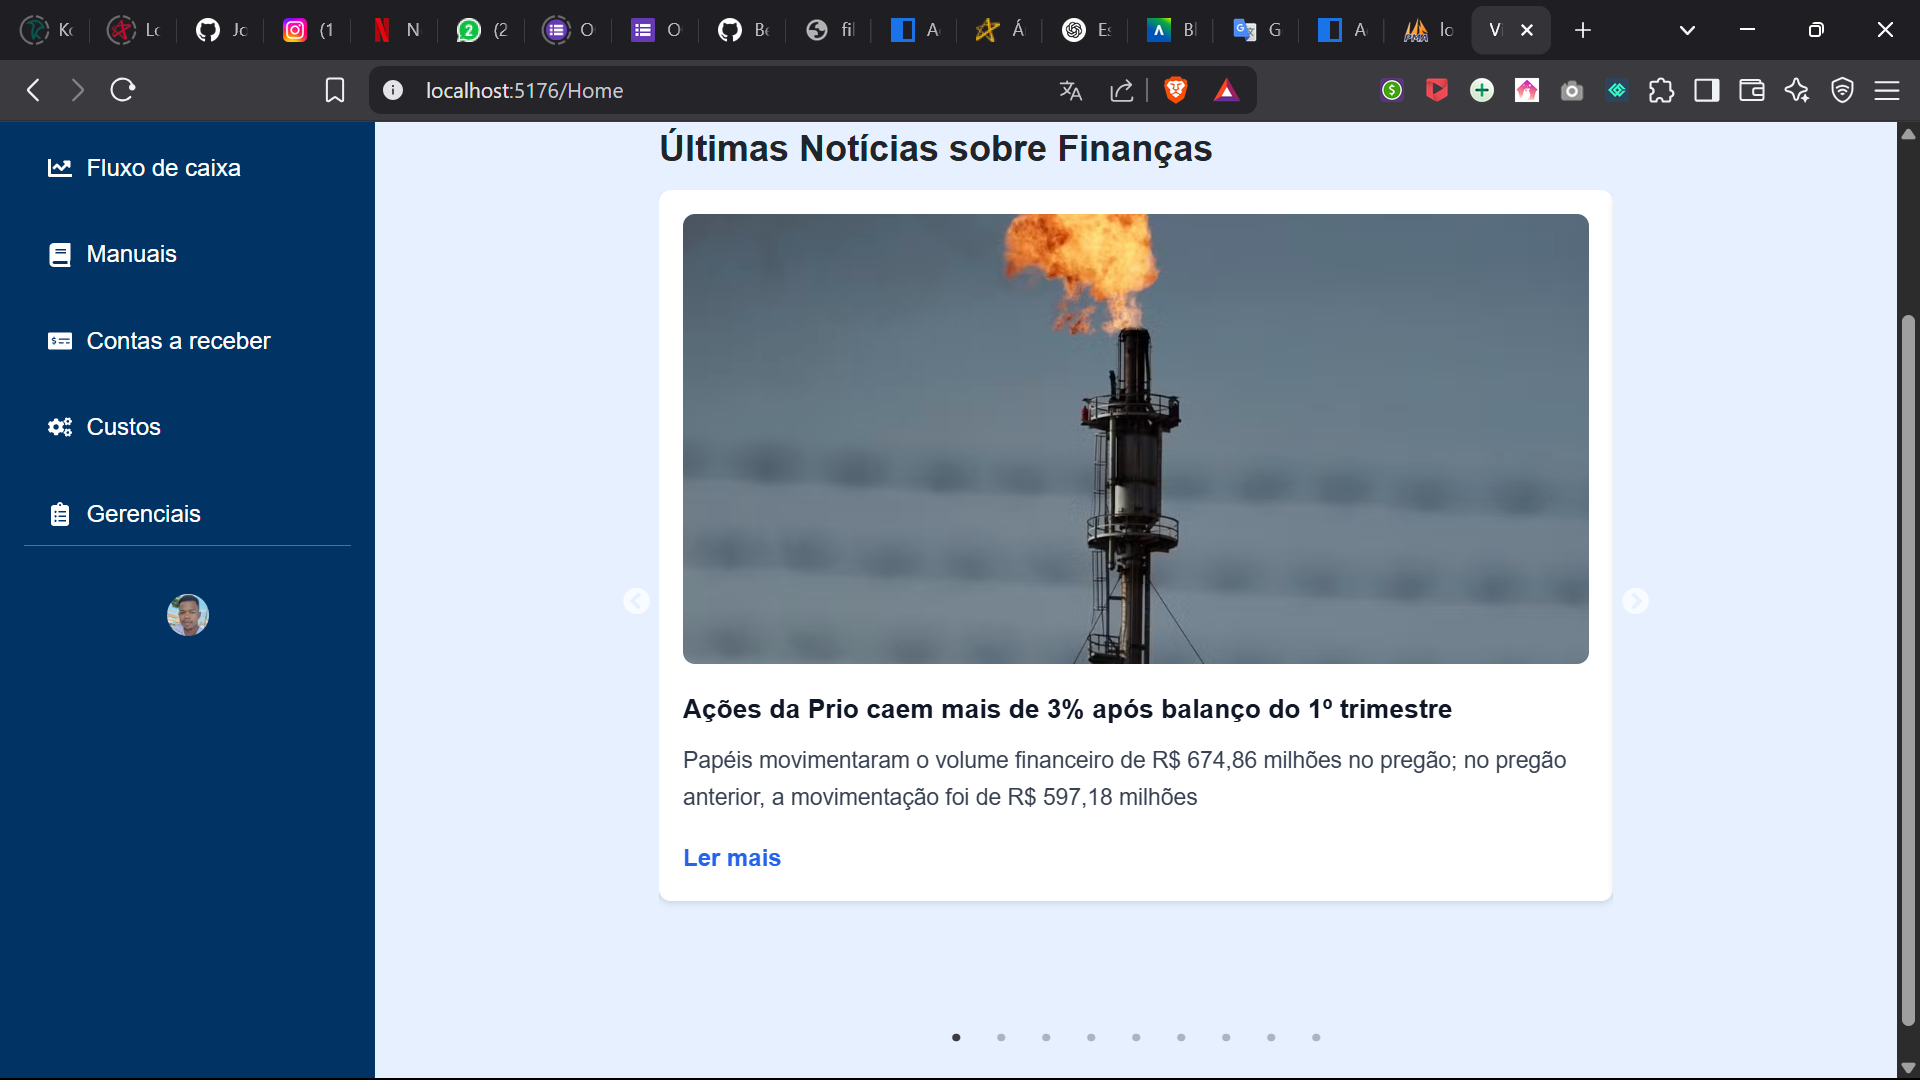 Kc
Lc
Jc
(1
N
(2
O
O
Be
fil
A
Á
Es
Bl
G
A
lo
Vi
localhost:5176/Home
Últimas Notícias sobre Finanças
Fluxo de caixa
Manuais
Contas a receber
Custos
Gerenciais
Ações da Prio caem mais de 3% após balanço do 1º trimestre
Papéis movimentaram o volume financeiro de R$ 674,86 milhões no pregão; no pregão
anterior, a movimentação foi de R$ 597,18 milhões
Ler mais